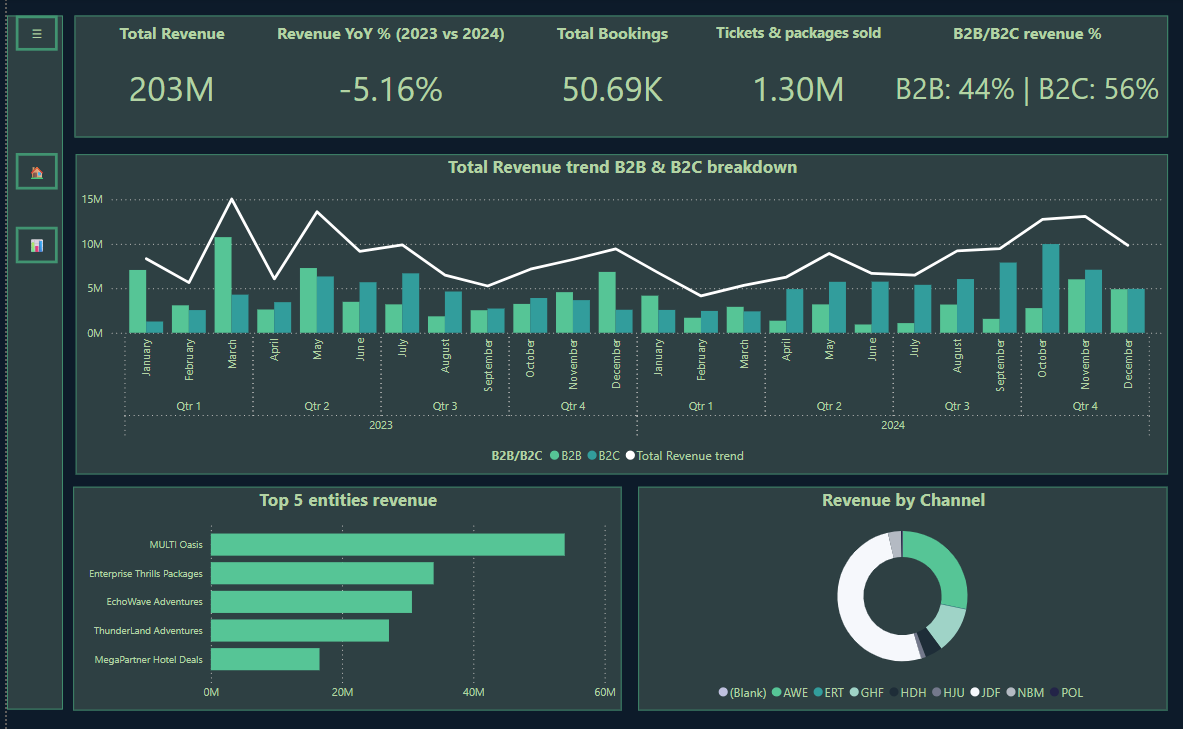 Total Revenue
Revenue YoY % (2023 vs 2024)
Total Bookings
Tickets & packages sold
B2B/B2C revenue %
203M
-5.16%
50.69K
1.30M
B2B: 44% | B2C: 56%
Total Revenue trend B2B & B2C breakdown
15M
10M
5M
0M
January
February
March
April
May
June
July
August
September
October
November
December
January
February
March
April
May
June
July
August
September
October
November
December
Qtr 1
Qtr 2
Qtr 3
Qtr 4
Qtr 1
Qtr 2
Qtr 3
Qtr 4
2023
2024
B2B/B2C B2B B2C Total Revenue trend
Top 5 entities revenue
MULTI Oasis
Enterprise Thrills Packages
EchoWave Adventures
ThunderLand Adventures
MegaPartner Hotel Deals
0M
20M
40M
60M
Revenue by Channel
(Blank) AWE ERT GHF HDH HJU JDF NBM POL